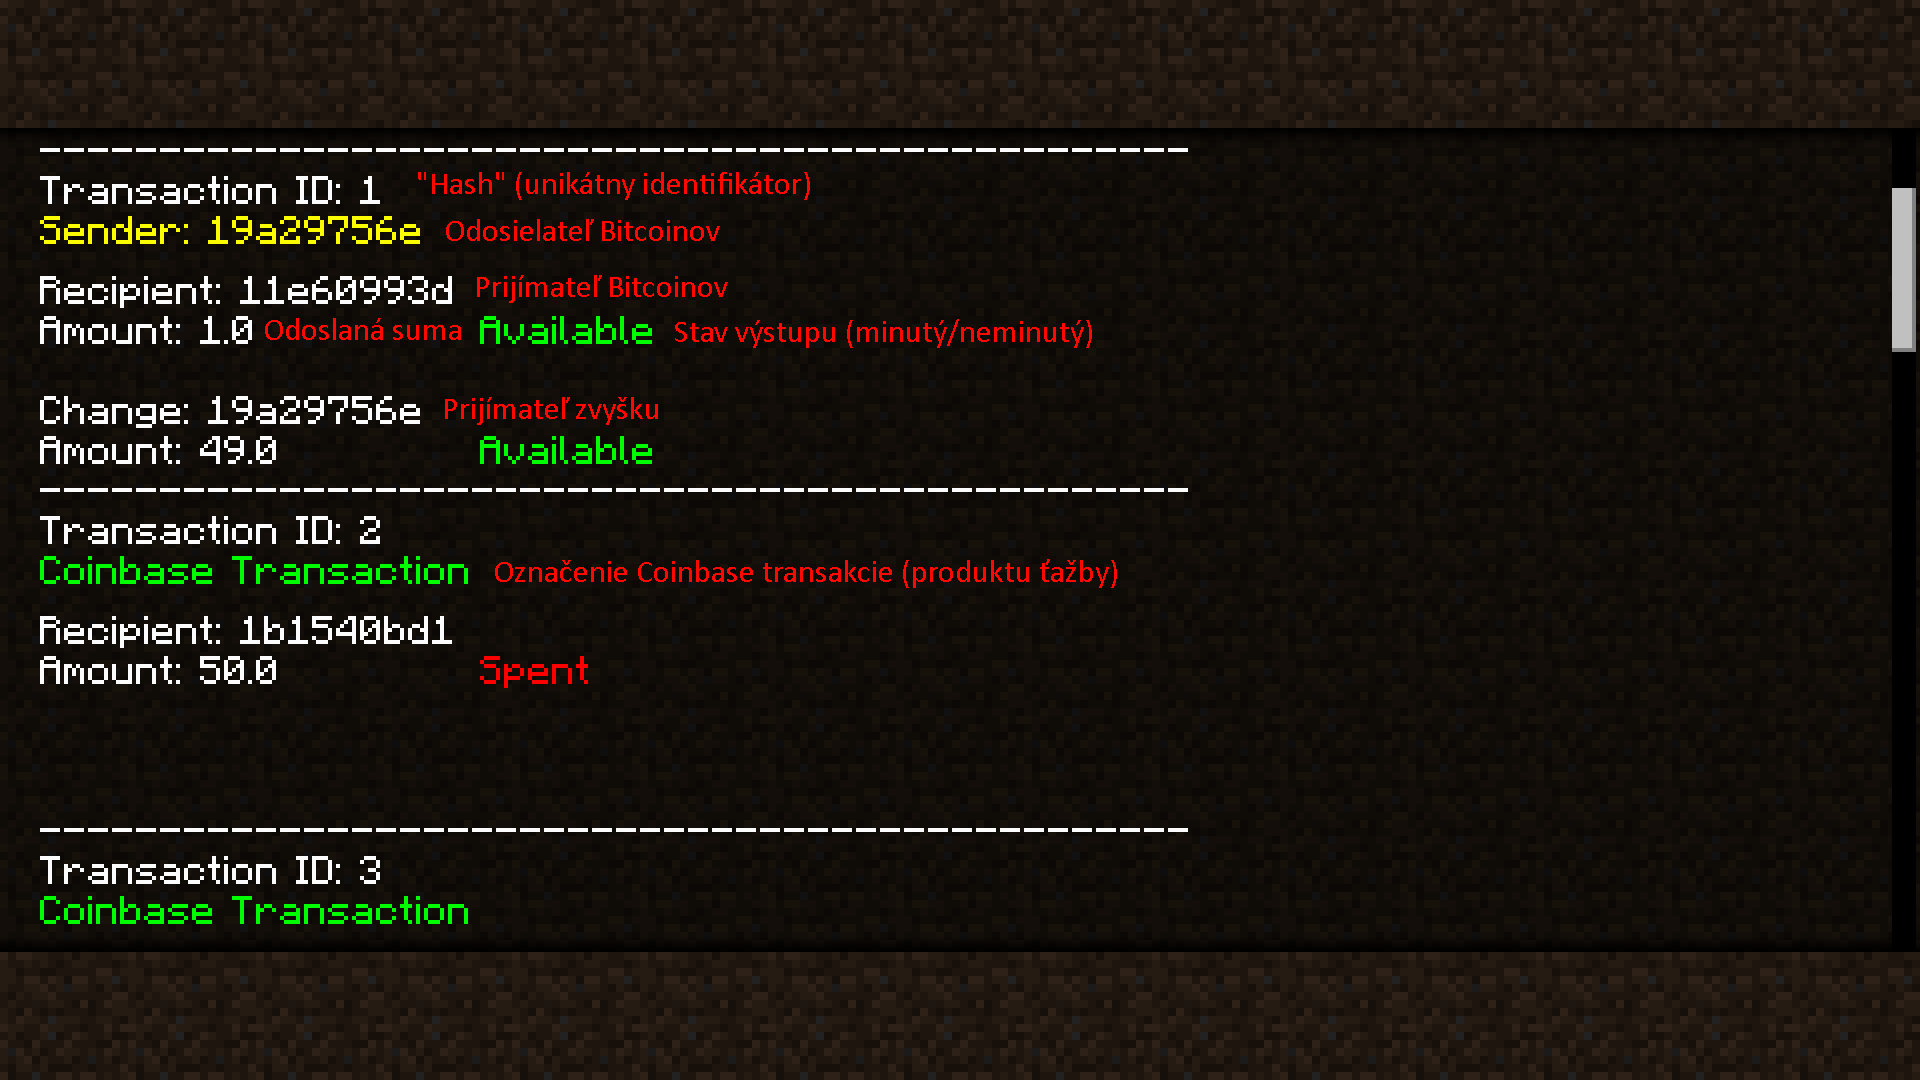 Transaction ID: 1 "Hash" (unikátny identifikátor)
Sender: 19a29756e Odosielateľ Bitcoinov
Recipient: 11e60993d Prijímateľ Bitcoinov
Amount: 1.0 Odoslaná suma Available Stav výstupu (minutý/neminutý)
Change: 19a29756e Prijímateľ zvyšku
Amount: 49.0 Available
Transaction ID: 2
Coinbase Transaction Označenie Coinbase transakcie (produktu ťažby)
Recipient: 1b1540bd1
Amount: 50.0 Spent
Transaction ID: 3
Coinbase Transaction